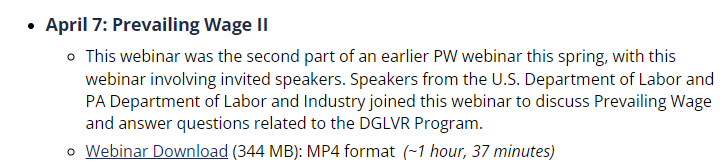 • April 7: Prevailing Wage II
◦ This webinar was the second part of an earlier PW webinar this spring, with this
webinar involving invited speakers. Speakers from the U.S. Department of Labor and
PA Department of Labor and Industry joined this webinar to discuss Prevailing Wage
and answer questions related to the DGLVR Program.
◦ Webinar Download (344 MB): MP4 format (~1 hour, 37 minutes)